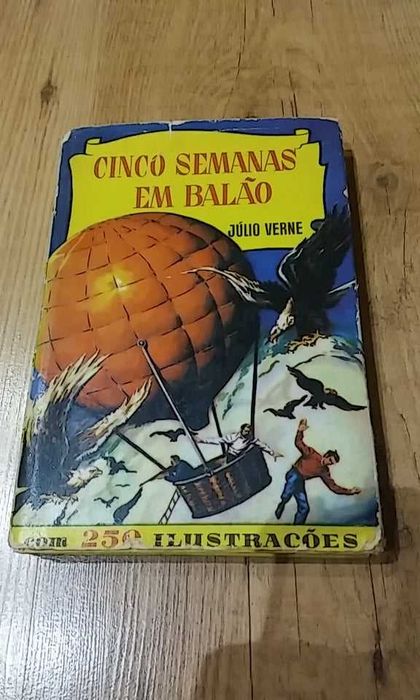 CINCO SEMANAS
EM BALÃO
JÚLIO VERNE
COM 250 ILUSTRAÇÕES